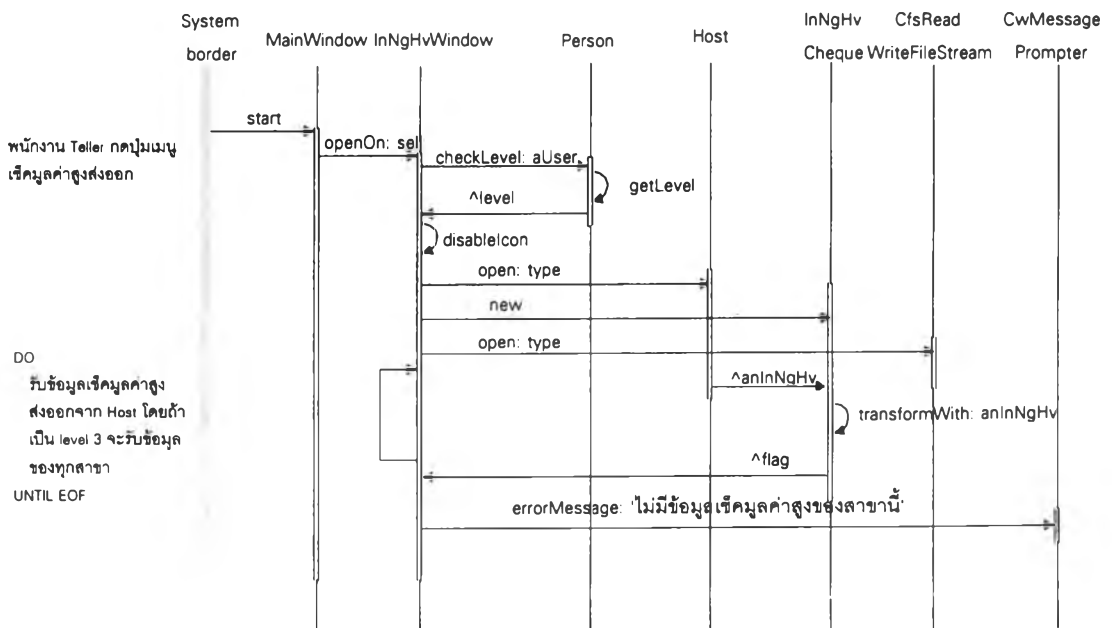 System
border
MainWindow
InNgHvWindow
Person
Host
InNgHv
Cheque
CfsRead
WriteFileStream
CwMessage
Prompter
start
พนักงาน Teller กดปุ่มเมนู
เช็คมูลค่าสูงส่งออก
openOn: sel
checkLevel: aUser
getLevel
^level
disableIcon
open: type
new
open: type
DO
รับข้อมูลเช็คมูลค่าสูง
ส่งออกจาก Host โดยถ้า
เป็น level 3 จะรับข้อมูล
ของทุกสาขา
UNTIL EOF
^anInNgHv
transformWith: anInNgHv
^flag
errorMessage: 'ไม่มีข้อมูลเช็คมูลค่าสูงของสาขานี้'